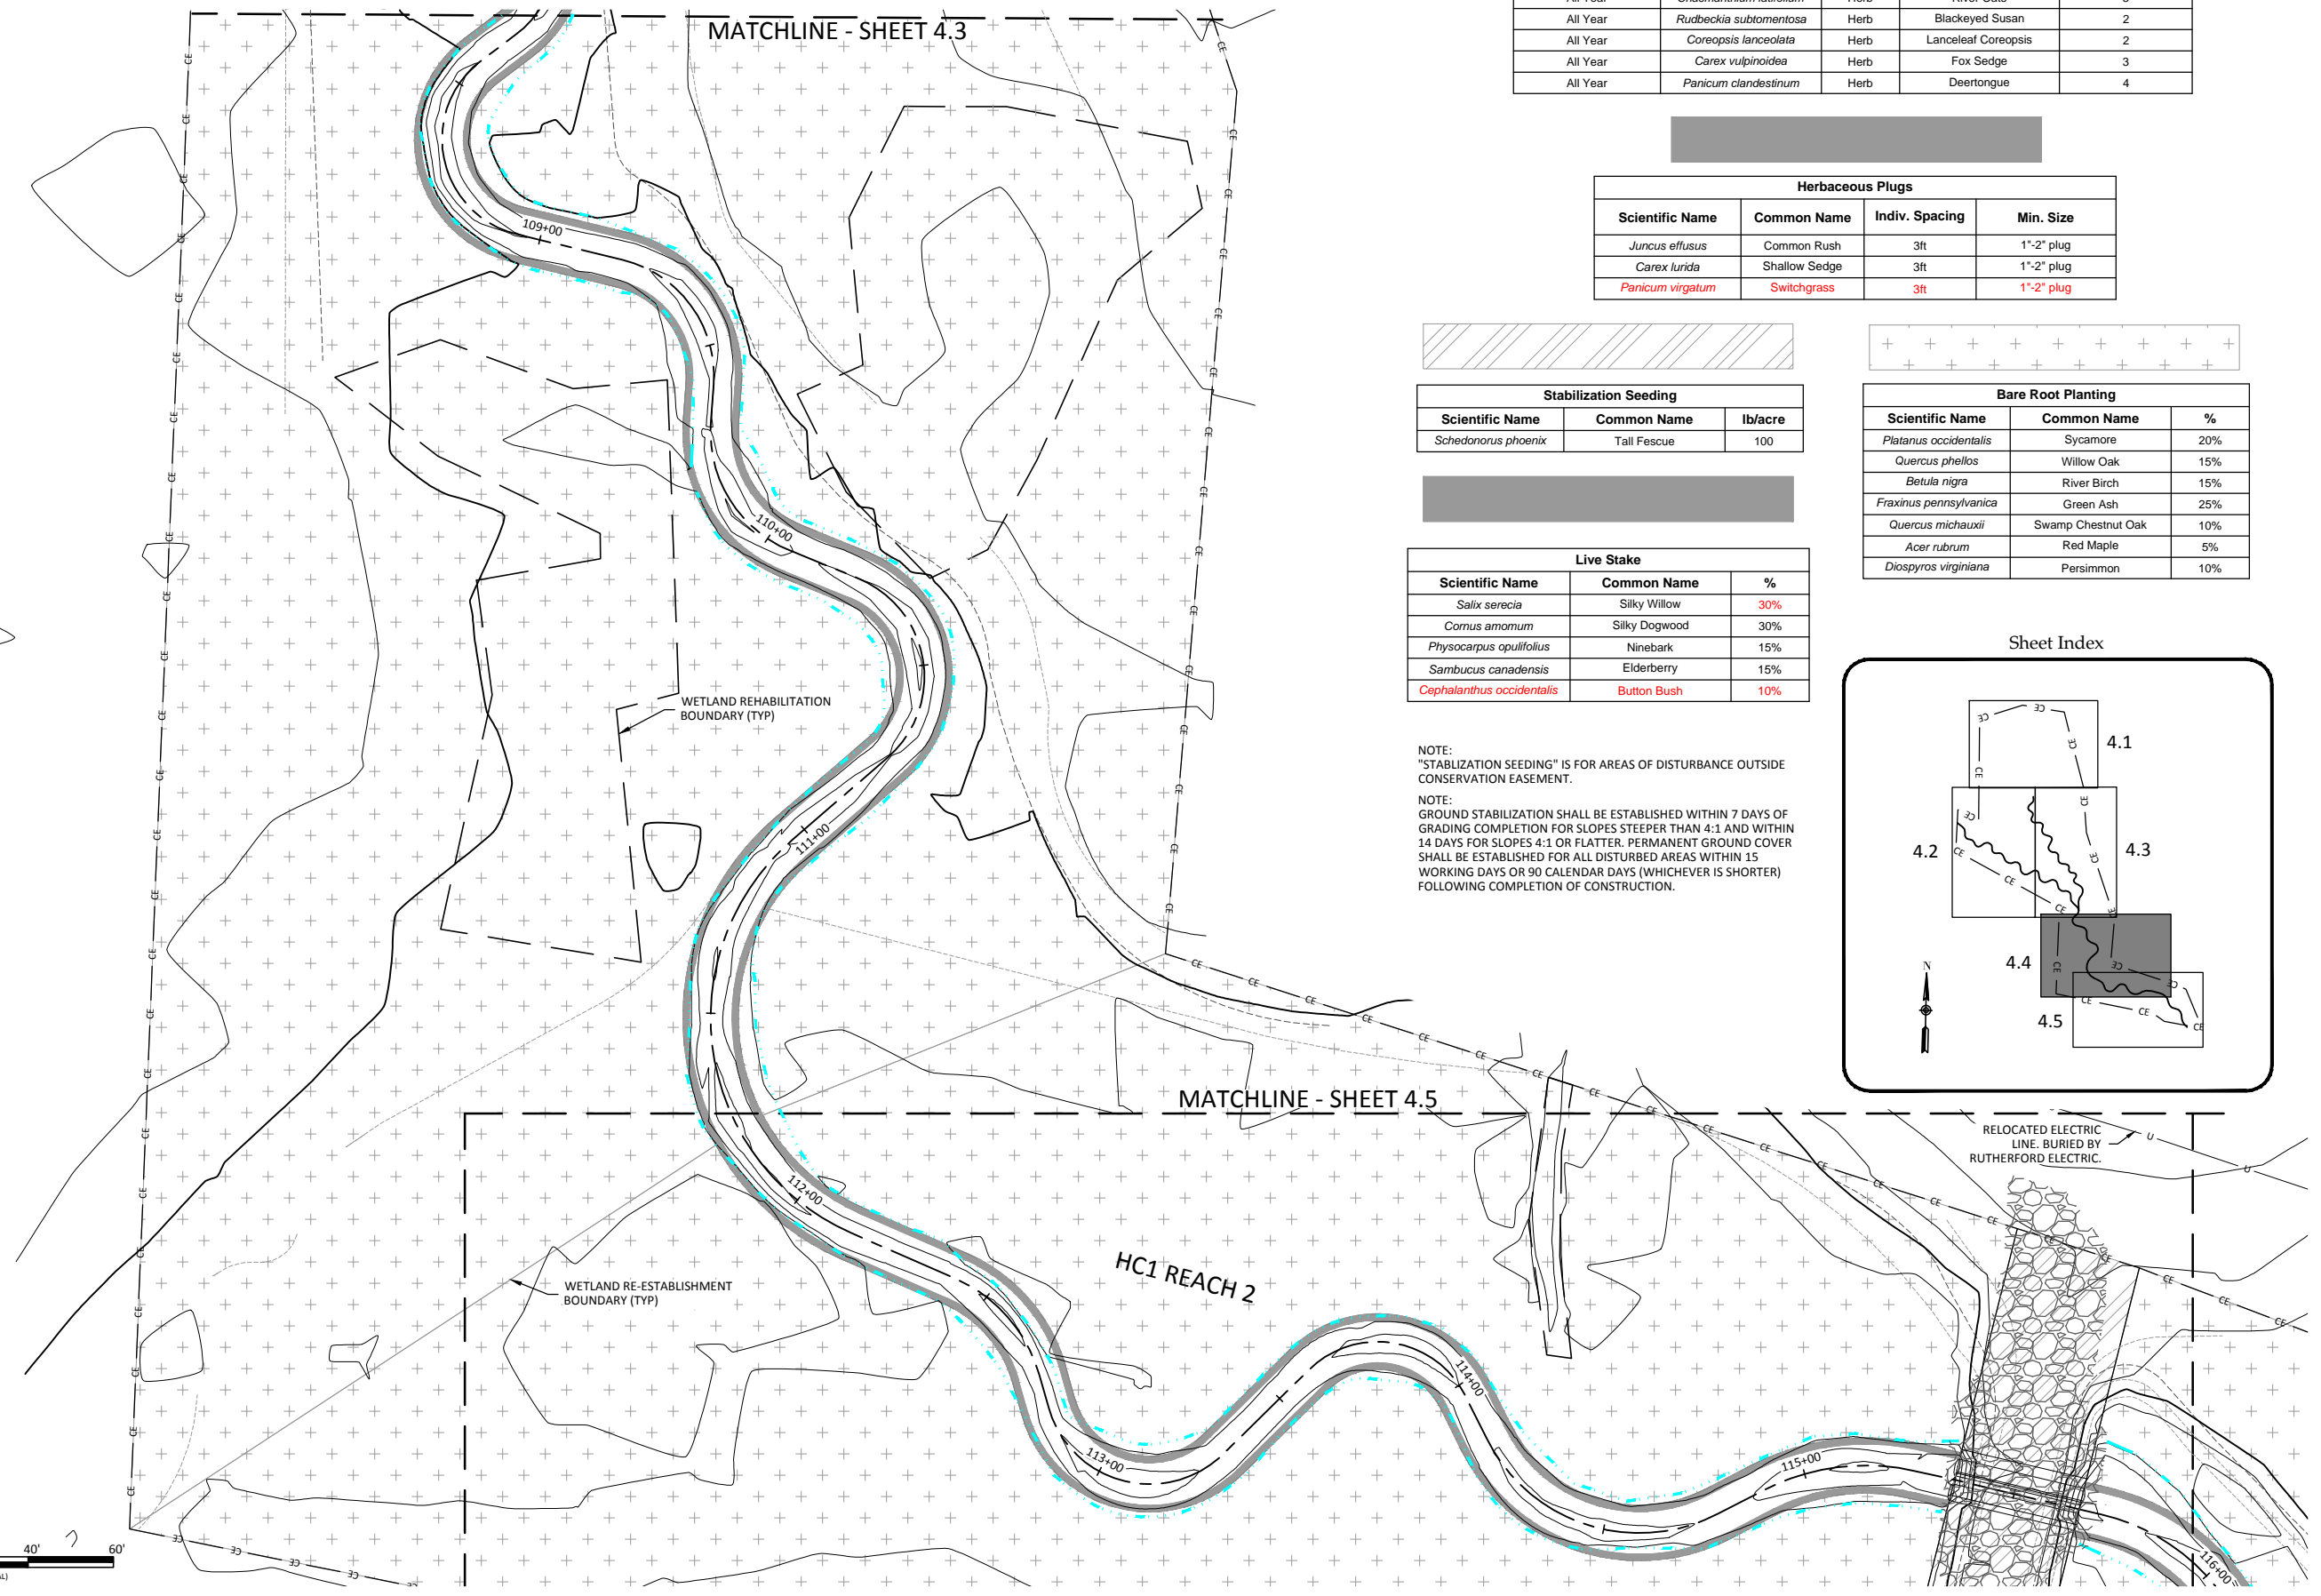 MATCHLINE - SHEET 4.3
All Year Rudbeckia subtomentosa Herb Blackeyed Susan 2
All Year Coreopsis lanceolata Herb Lanceleaf Coreopsis 2
All Year Carex vulpinoidea Herb Fox Sedge 3
All Year Panicum clandestinum Herb Deertongue 4
Herbaceous Plugs
Scientific Name Common Name Indiv. Spacing Min. Size
Juncus effusus Common Rush 3ft 1"-2" plug
Carex lurida Shallow Sedge 3ft 1"-2" plug
Panicum virgatum Switchgrass 3ft 1"-2" plug
Stabilization Seeding
Scientific Name Common Name lb/acre
Schedonorus phoenix Tall Fescue 100
Bare Root Planting
Scientific Name Common Name %
Platanus occidentalis Sycamore 20%
Quercus phellos Willow Oak 15%
Betula nigra River Birch 15%
Fraxinus pennsylvanica Green Ash 25%
Quercus michauxii Swamp Chestnut Oak 10%
Acer rubrum Red Maple 5%
Diospyros virginiana Persimmon 10%
Live Stake
Scientific Name Common Name %
Salix serecia Silky Willow 30%
Cornus amomum Silky Dogwood 30%
Physocarpus opulifolius Ninebark 15%
Sambucus canadensis Elderberry 15%
Cephalanthus occidentalis Button Bush 10%
NOTE:
"STABLIZATION SEEDING" IS FOR AREAS OF DISTURBANCE OUTSIDE
CONSERVATION EASEMENT.
NOTE:
GROUND STABILIZATION SHALL BE ESTABLISHED WITHIN 7 DAYS OF
GRADING COMPLETION FOR SLOPES STEEPER THAN 4:1 AND WITHIN
14 DAYS FOR SLOPES 4:1 OR FLATTER. PERMANENT GROUND COVER
SHALL BE ESTABLISHED FOR ALL DISTURBED AREAS WITHIN 15
WORKING DAYS OR 90 CALENDAR DAYS (WHICHEVER IS SHORTER)
FOLLOWING COMPLETION OF CONSTRUCTION.
Sheet Index
4.1
4.2
4.3
4.4
4.5
N
109+00
110+00
WETLAND REHABILITATION
BOUNDARY (TYP)
111+00
MATCHLINE - SHEET 4.5
RELOCATED ELECTRIC
LINE. BURIED BY
RUTHERFORD ELECTRIC.
112+00
WETLAND RE-ESTABLISHMENT
BOUNDARY (TYP)
HC1 REACH 2
113+00
114+00
115+00
116+00
40' 60'